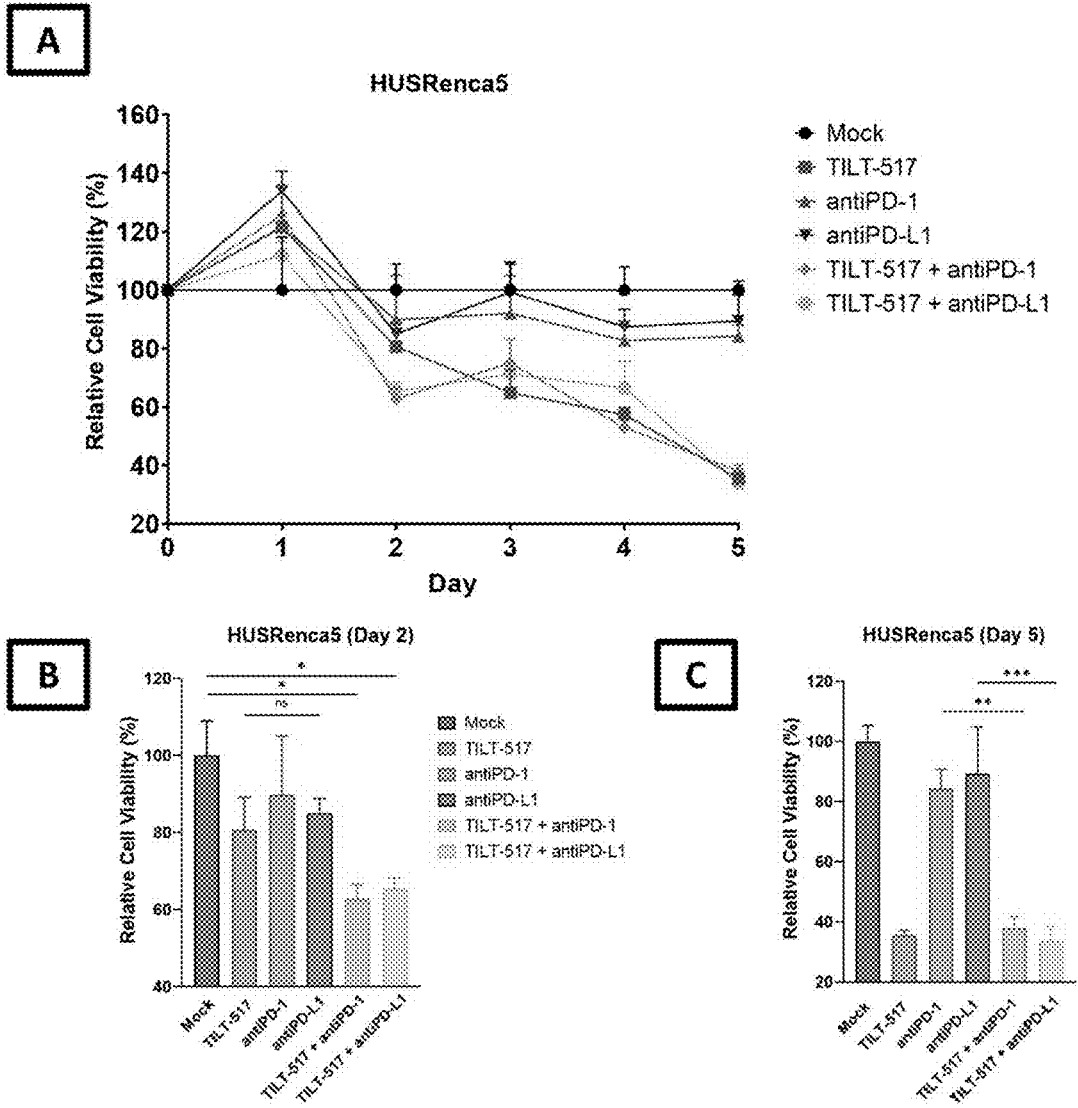 A
HUSRenca5
Relative Cell Viability (%)
160
140
120
100
80
60
40
20
0
1
2
3
4
5
Day
Mock
TILT-517
antiPD-1
antiPD-L1
TILT-517 + antiPD-1
TILT-517 + antiPD-L1
B
HUSRenca5 (Day 2)
Relative Cell Viability (%)
120
100
80
60
40
*
*
ns
Mock
TILT-517
antiPD-1
antiPD-L1
TILT-517 + antiPD-1
TILT-517 + antiPD-L1
Mock
TILT-517
antiPD-1
antiPD-L1
TILT-517 + antiPD-1
TILT-517 + antiPD-L1
C
HUSRenca5 (Day 5)
Relative Cell Viability (%)
120
100
80
60
40
20
***
**
Mock
TILT-517
antiPD-1
antiPD-L1
TILT-517 + antiPD-1
TILT-517 + antiPD-L1